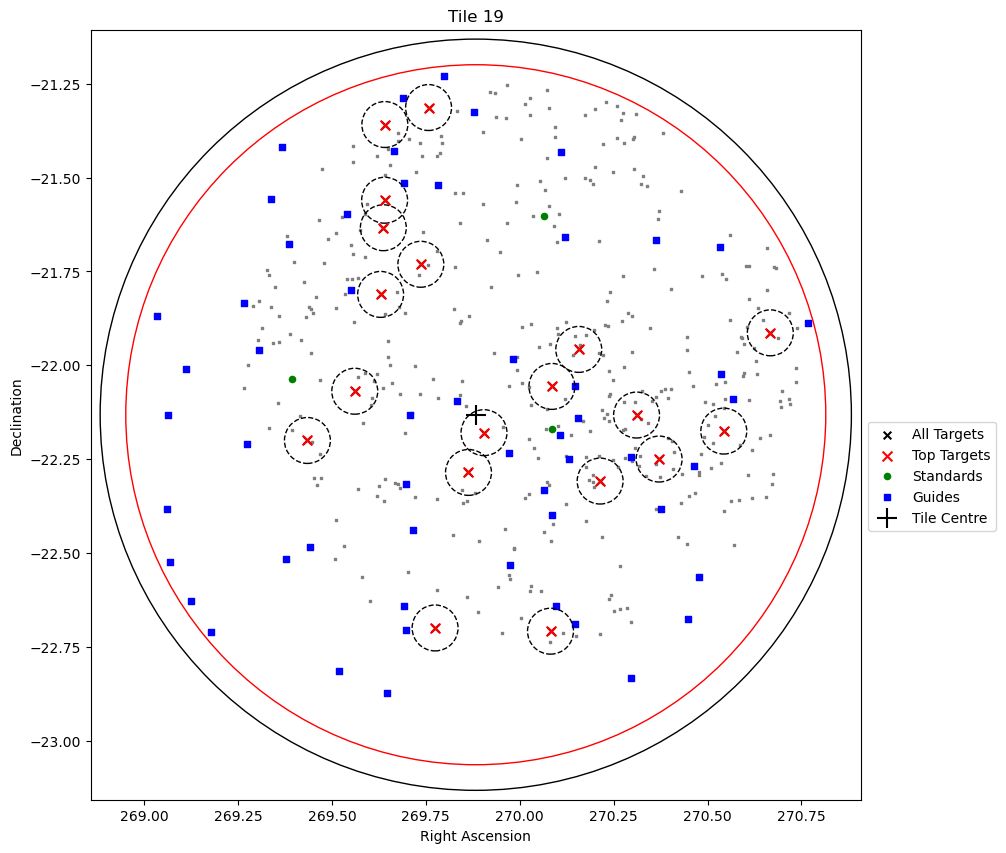 Tile 19
−21.25
−21.50
−21.75
−22.00
−22.25
−22.50
−22.75
−23.00
Declination
269.00 269.25 269.50 269.75 270.00 270.25 270.50 270.75
Right Ascension
All Targets
Top Targets
Standards
Guides
Tile Centre